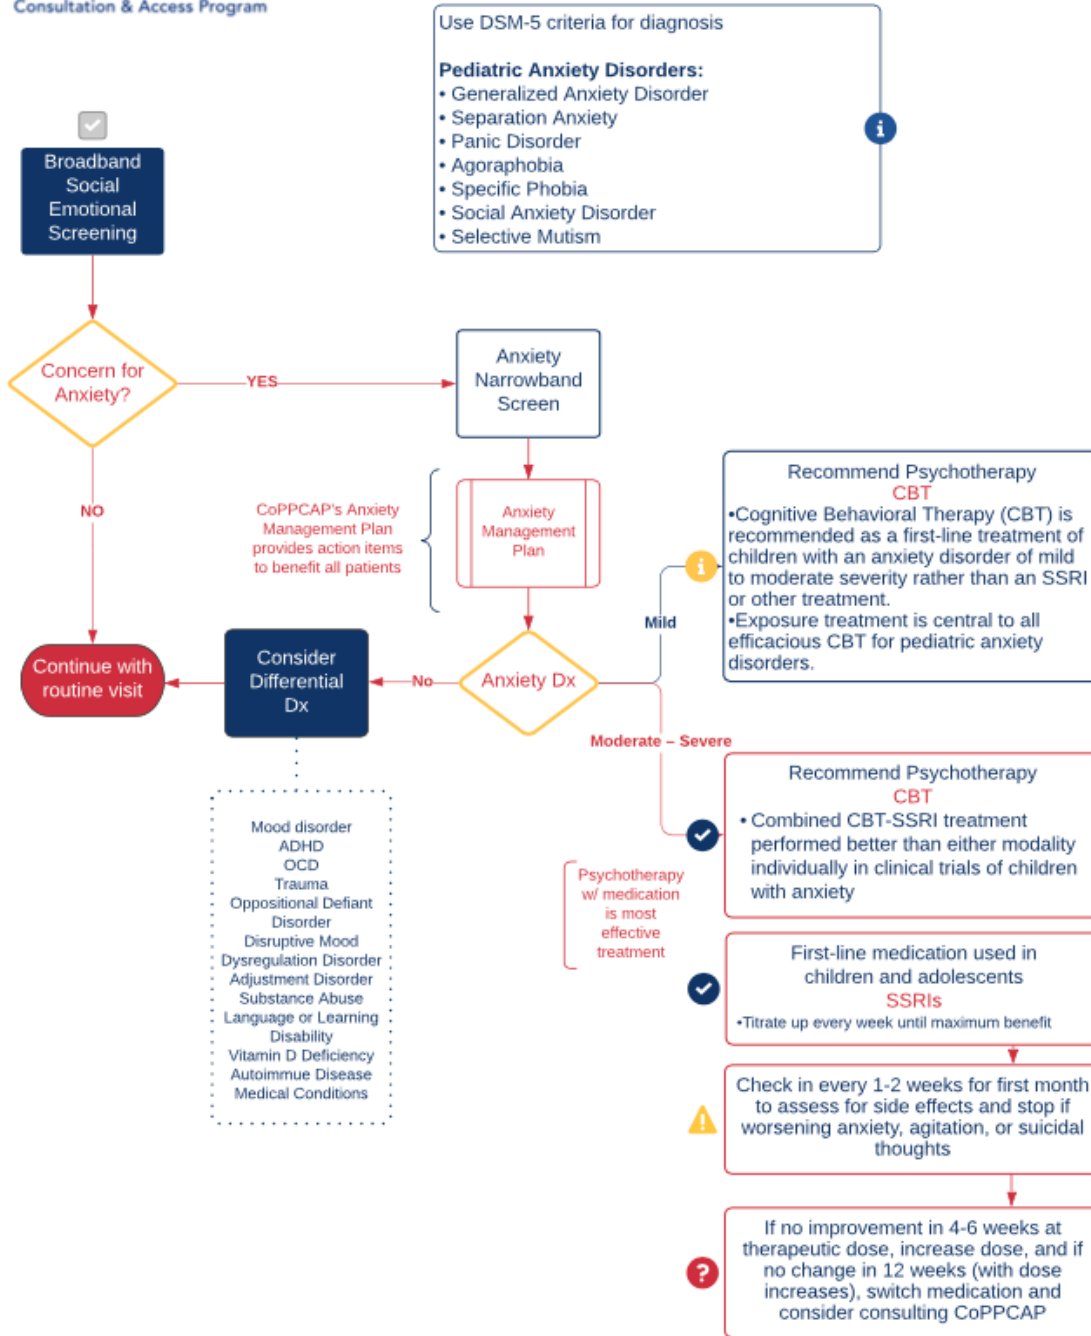 Consultation & Access Program
Use DSM-5 criteria for diagnosis
Pediatric Anxiety Disorders:
• Generalized Anxiety Disorder
• Separation Anxiety
• Panic Disorder
• Agoraphobia
• Specific Phobia
• Social Anxiety Disorder
• Selective Mutism
Broadband
Social
Emotional
Screening
Concern for
Anxiety?
YES
NO
Anxiety
Narrowband
Screen
CoPPCAP's Anxiety
Management Plan
provides action items
to benefit all patients
Anxiety
Management
Plan
Anxiety Dx
No
Consider
Differential
Dx
Continue with
routine visit
Mood disorder
ADHD
OCD
Trauma
Oppositional Defiant
Disorder
Disruptive Mood
Dysregulation Disorder
Adjustment Disorder
Substance Abuse
Language or Learning
Disability
Vitamin D Deficiency
Autoimmue Disease
Medical Conditions
Mild
Recommend Psychotherapy
CBT
•Cognitive Behavioral Therapy (CBT) is
recommended as a first-line treatment of
children with an anxiety disorder of mild
to moderate severity rather than an SSRI
or other treatment.
•Exposure treatment is central to all
efficacious CBT for pediatric anxiety
disorders.
Moderate – Severe
Recommend Psychotherapy
CBT
• Combined CBT-SSRI treatment
performed better than either modality
individually in clinical trials of children
with anxiety
Psychotherapy
w/ medication
is most
effective
treatment
First-line medication used in
children and adolescents
SSRIs
•Titrate up every week until maximum benefit
Check in every 1-2 weeks for first month
to assess for side effects and stop if
worsening anxiety, agitation, or suicidal
thoughts
If no improvement in 4-6 weeks at
therapeutic dose, increase dose, and if
no change in 12 weeks (with dose
increases), switch medication and
consider consulting CoPPCAP